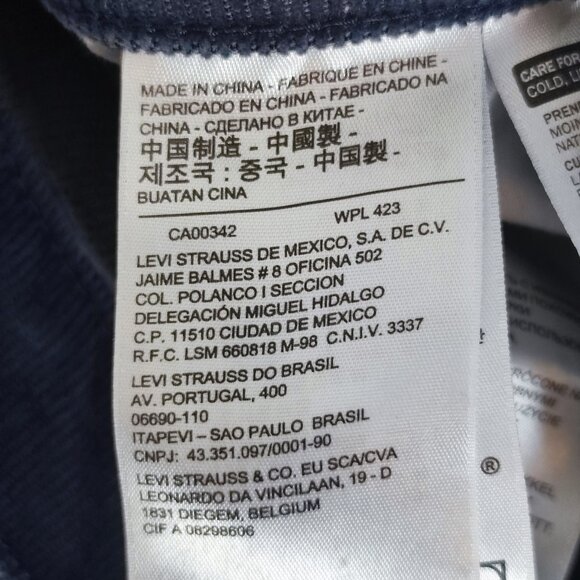 MADE IN CHINA - FABRIQUE EN CHINE -
FABRICADO EN CHINA - FABRICADO NA
CHINA - СДЕЛАНО В КИТАЕ -
中国制造 - 中國製 -
제조국 : 중국 - 中國製 -
BUATAN CINA
CA00342 WPL 423
LEVI STRAUSS DE MEXICO, S.A. DE C.V.
JAIME BALMES # 8 OFICINA 502
COL. POLANCO I SECCION
DELEGACIÓN MIGUEL HIDALGO
C.P. 11510 CIUDAD DE MEXICO
R.F.C. LSM 660818 M-98 C.N.I.V. 3337
LEVI STRAUSS DO BRASIL
AV. PORTUGAL, 400
06690-110
ITAPEVI – SAO PAULO BRASIL
CNPJ: 43.351.097/0001-90
LEVI STRAUSS & CO. EU SCA/CVA
LEONARDO DA VINCILAAN, 19 - D
1831 DIEGEM, BELGIUM
CIF A 08298606
®
CARE FOR
COLD,